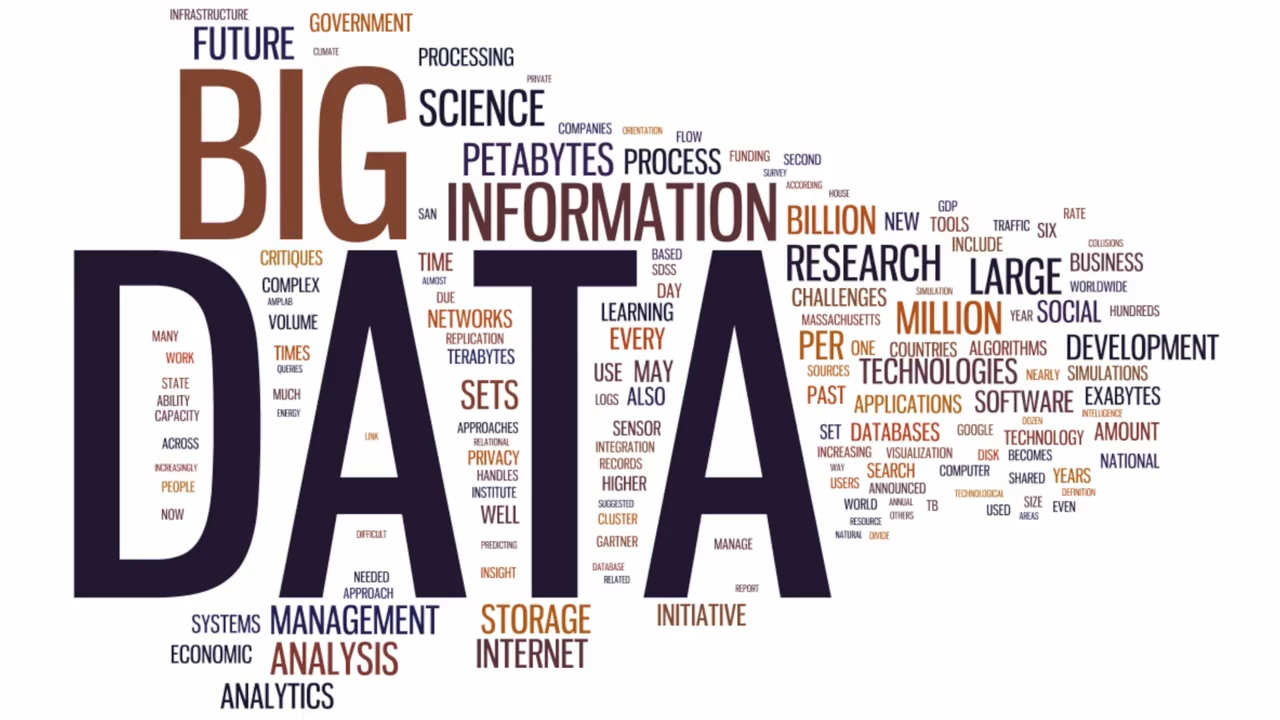 INFRASTRUCTURE
GOVERNMENT
FUTURE
CLIMATE
PROCESSING
PRIVATE
BIG
SCIENCE
COMPANIES
ORIENTATION
FLOW
PETABYTES
PROCESS
FUNDING
SECOND
SURVEY
ACCORDING
HOUSE
SAN
INFORMATION
BILLION
NEW
GDP
TOOLS
TRAFFIC
SIX
RATE
INCLUDE
COLLISIONS
DATA
CRITIQUES
COMPLEX
AMPLAB
VOLUME
TIMES
QUERIES
MUCH
ENERGY
MANY
WORK
STATE
ABILITY
CAPACITY
ACROSS
INCREASINGLY
PEOPLE
NOW
LINK
DIFFICULT
NEEDED
APPROACH
TIME
ALMOST
DUE
NETWORKS
REPLICATION
TERABYTES
SETS
APPROACHES
RELATIONAL
PRIVACY
HANDLES
INSTITUTE
WELL
PREDICTING
INSIGHT
BASED
SDSS
DAY
LEARNING
EVERY
USE
MAY
LOGS
ALSO
SENSOR
INTEGRATION
RECORDS
HIGHER
SUGGESTED
CLUSTER
GARTNER
DATABASE
RELATED
MANAGE
REPORT
RESEARCH
LARGE
BUSINESS
SIMULATION
WORLDWIDE
CHALLENGES
MASSACHUSETTS
MILLION
YEAR
SOCIAL
HUNDREDS
PER
ONE
COUNTRIES
ALGORITHMS
DEVELOPMENT
SOURCES
TECHNOLOGIES
NEARLY
SIMULATIONS
PAST
APPLICATIONS
SOFTWARE
EXABYTES
INTELLIGENCE
DOZEN
SET
DATABASES
GOOGLE
TECHNOLOGY
AMOUNT
INCREASING
VISUALIZATION
DISK
BECOMES
NATIONAL
WAY
SEARCH
COMPUTER
SHARED
YEARS
USERS
ANNOUNCED
TECHNOLOGICAL
DEFINITION
WORLD
ANNUAL
TB
USED
SIZE
EVEN
RESOURCE
OTHERS
AREAS
NATURAL
DIVIDE
SYSTEMS
MANAGEMENT
STORAGE
INITIATIVE
ECONOMIC
ANALYSIS
INTERNET
ANALYTICS